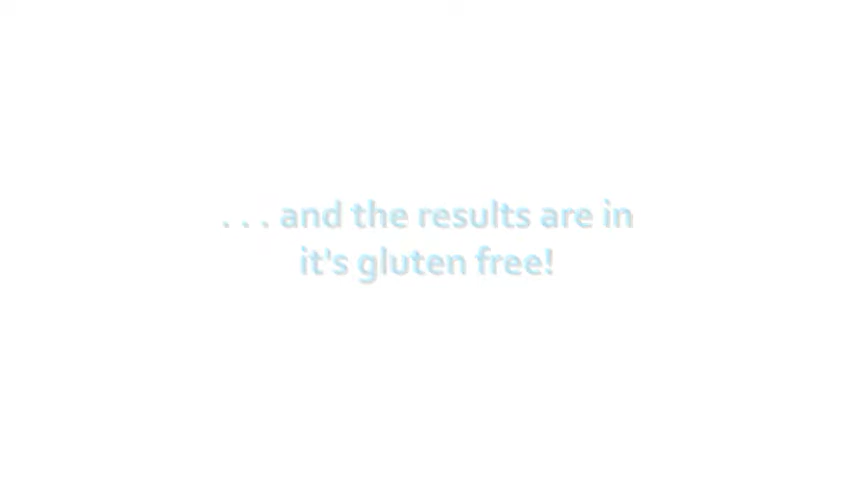 . . . and the results are in
it's gluten free!